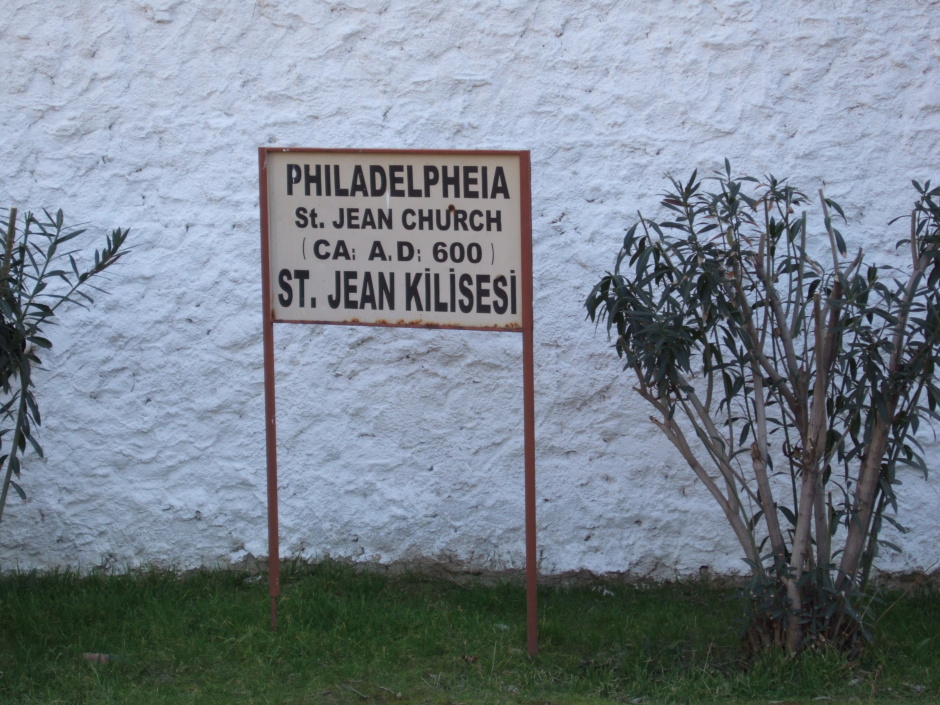 PHILADELPHEIA
St. JEAN CHURCH
(CA: A.D: 600)
ST. JEAN KİLİSESİ